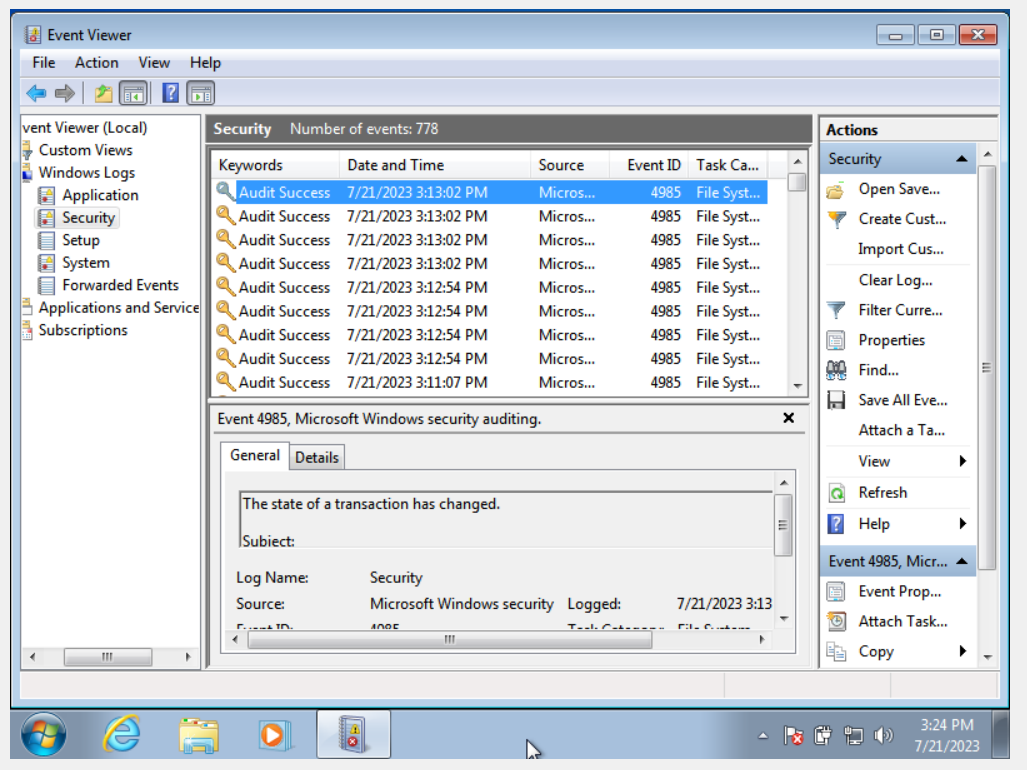 Event Viewer
File Action View Help
vent Viewer (Local)
Custom Views
Windows Logs
Application
Security
Setup
System
Forwarded Events
Applications and Service
Subscriptions
Security Number of events: 778
Keywords Date and Time Source Event ID Task Ca...
Audit Success 7/21/2023 3:13:02 PM Micros... 4985 File Syst...
Audit Success 7/21/2023 3:13:02 PM Micros... 4985 File Syst...
Audit Success 7/21/2023 3:13:02 PM Micros... 4985 File Syst...
Audit Success 7/21/2023 3:13:02 PM Micros... 4985 File Syst...
Audit Success 7/21/2023 3:12:54 PM Micros... 4985 File Syst...
Audit Success 7/21/2023 3:12:54 PM Micros... 4985 File Syst...
Audit Success 7/21/2023 3:12:54 PM Micros... 4985 File Syst...
Audit Success 7/21/2023 3:12:54 PM Micros... 4985 File Syst...
Audit Success 7/21/2023 3:11:07 PM Micros... 4985 File Syst...
Event 4985, Microsoft Windows security auditing.
General Details
The state of a transaction has changed.
Subject:
Log Name: Security
Source: Microsoft Windows security Logged: 7/21/2023 3:13
Event ID: 4985 Task Category: File System
Actions
Security
Open Save...
Create Cust...
Import Cus...
Clear Log...
Filter Curre...
Properties
Find...
Save All Eve...
Attach a Ta...
View
Refresh
Help
Event 4985, Micr...
Event Prop...
Attach Task...
Copy
3:24 PM
7/21/2023